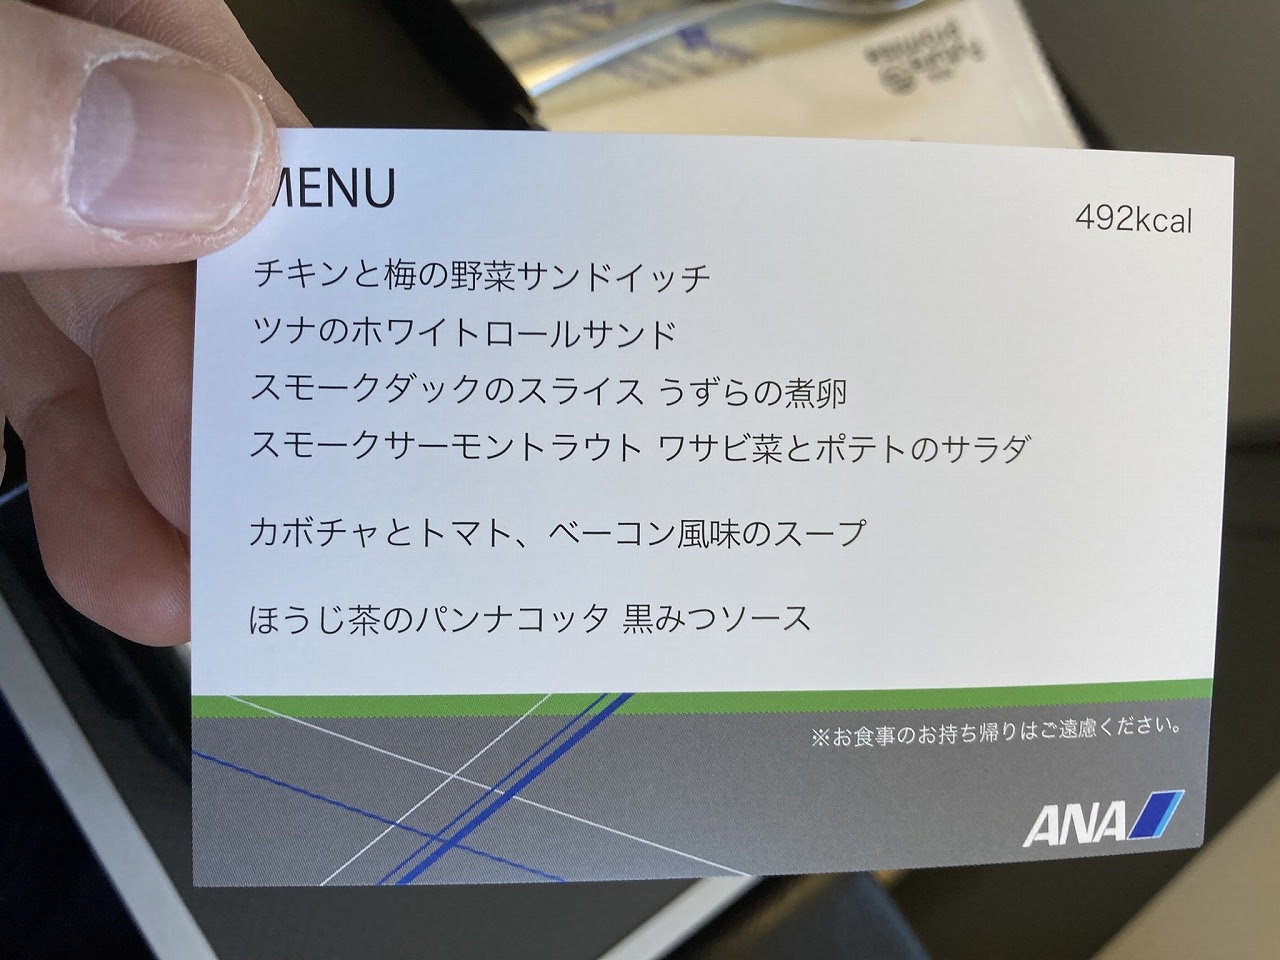 Future
Promise
MENU
492kcal
チキンと梅の野菜サンドイッチ
ツナのホワイトロールサンド
スモークダックのスライス うずらの煮卵
スモークサーモントラウト ワサビ菜とポテトのサラダ
カボチャとトマト、ベーコン風味のスープ
ほうじ茶のパンナコッタ 黒みつソース
※お食事のお持ち帰りはご遠慮ください。
ANA